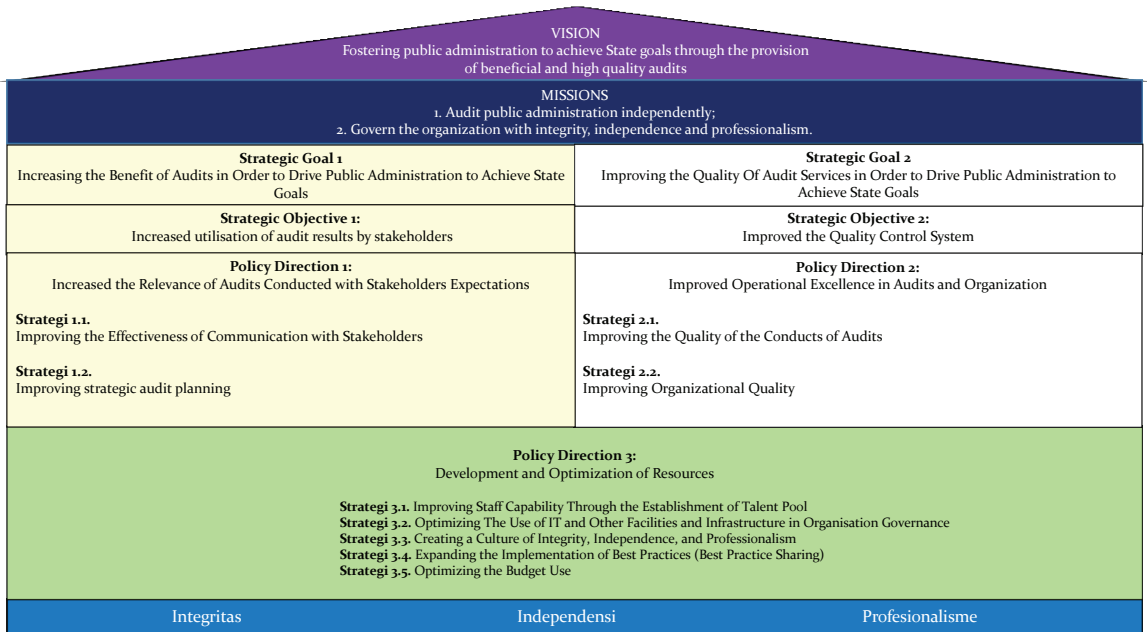 VISION
Fostering public administration to achieve State goals through the provision
of beneficial and high quality audits
MISSIONS
1. Audit public administration independently;
2. Govern the organization with integrity, independence and professionalism.
Strategic Goal 1
Increasing the Benefit of Audits in Order to Drive Public Administration to Achieve State
Goals
Strategic Goal 2
Improving the Quality Of Audit Services in Order to Drive Public Administration to
Achieve State Goals
Strategic Objective 1:
Increased utilisation of audit results by stakeholders
Strategic Objective 2:
Improved the Quality Control System
Policy Direction 1:
Increased the Relevance of Audits Conducted with Stakeholders Expectations
Strategi 1.1.
Improving the Effectiveness of Communication with Stakeholders
Strategi 1.2.
Improving strategic audit planning
Policy Direction 2:
Improved Operational Excellence in Audits and Organization
Strategi 2.1.
Improving the Quality of the Conducts of Audits
Strategi 2.2.
Improving Organizational Quality
Policy Direction 3:
Development and Optimization of Resources
Strategi 3.1. Improving Staff Capability Through the Establishment of Talent Pool
Strategi 3.2. Optimizing The Use of IT and Other Facilities and Infrastructure in Organisation Governance
Strategi 3.3. Creating a Culture of Integrity, Independence, and Professionalism
Strategi 3.4. Expanding the Implementation of Best Practices (Best Practice Sharing)
Strategi 3.5. Optimizing the Budget Use
Integritas Independensi Profesionalisme